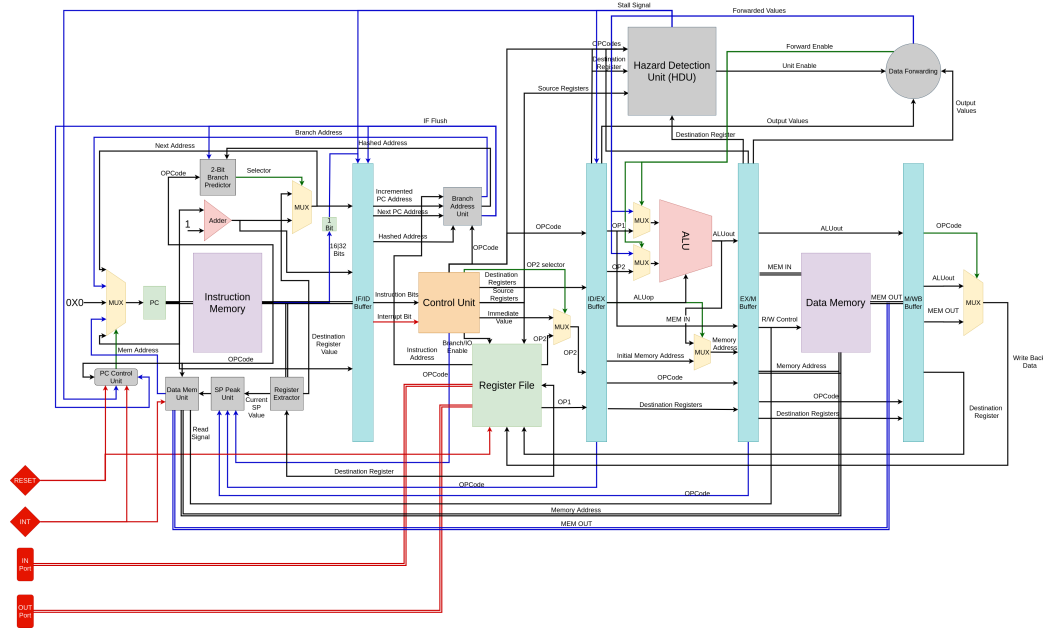 Stall Signal
Forwarded Values
OPCodes
Destination
Register
Source Registers
Hazard Detection
Unit (HDU)
Forward Enable
Unit Enable
Data Forwarding
Output
Values
Output Values
Destination Register
IF Flush
Branch Address
Hashed Address
Next Address
OPCode
2-Bit
Branch
Predictor
Selector
MUX
Adder
1
1
Bit
16|32
Bits
Incremented
PC Address
Next PC Address
Hashed Address
Branch
Address
Unit
OPCode
0X0
MUX
PC
Instruction
Memory
IF/ID
Buffer
Instruction Bits
Interrupt Bit
Control Unit
Destination
Registers
Source
Registers
Immediate
Value
OP2 selector
MUX
OP2
OP2
Branch/IO
Enable
Instruction
Address
OPCode
Register File
OP1
Destination
Register
Value
Mem Address
OPCode
PC Control
Unit
Data Mem
Unit
SP Peak
Unit
Current
SP
Value
Register
Extractor
Read
Signal
OPCode
ID/EX
Buffer
OP1
OP2
MUX
MUX
ALU
ALUout
ALUop
MEM IN
MUX
Memory
Address
Initial Memory Address
OPCode
Destination Registers
EX/M
Buffer
ALUout
MEM IN
R/W Control
Data Memory
MEM OUT
Memory Address
OPCode
Destination Registers
M/WB
Buffer
OPCode
ALUout
MEM OUT
MUX
Write Back
Data
Destination
Register
Destination Register
OPCode
OPCode
Memory Address
MEM OUT
RESET
INT
IN
Port
OUT
Port